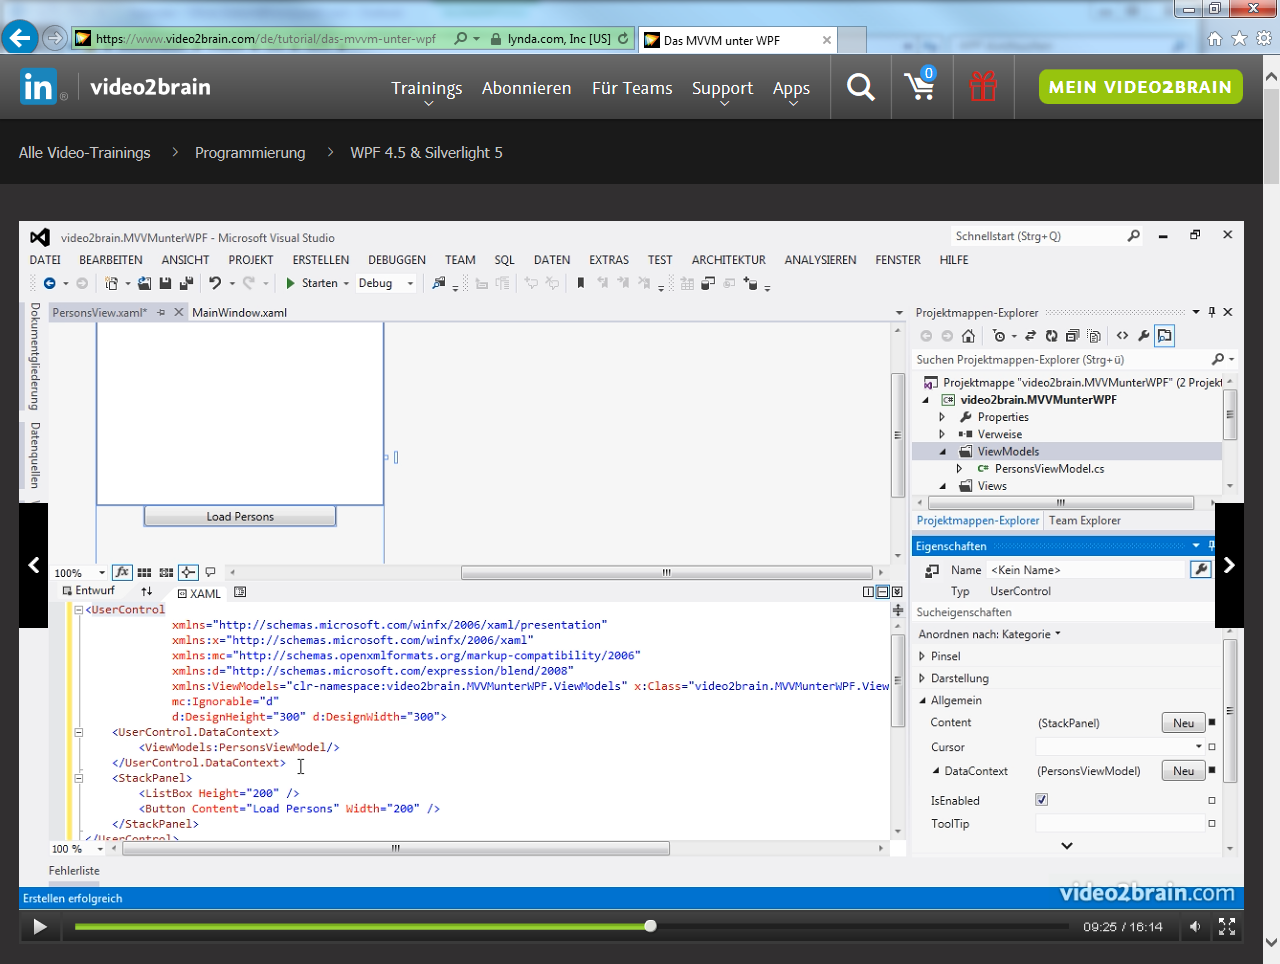 https://www.video2brain.com/de/tutorial/das-mvvm-unter-wpf
lynda.com, Inc [US]
Das MVVM unter WPF
in
video2brain
Trainings
Abonnieren
Für Teams
Support
Apps
0
MEIN VIDEO2BRAIN
Alle Video-Trainings
Programmierung
WPF 4.5 & Silverlight 5
video2brain.MVVMunterWPF - Microsoft Visual Studio
Schnellstart (Strg+Q)
DATEI BEARBEITEN ANSICHT PROJEKT ERSTELLEN DEBUGGEN TEAM SQL DATEN EXTRAS TEST ARCHITEKTUR ANALYSIEREN FENSTER HILFE
Starten
Debug
Dokumentgliederung
Datenquellen
PersonsView.xaml*
MainWindow.xaml
Load Persons
100%
Entwurf
XAML
<UserControl
xmlns="http://schemas.microsoft.com/winfx/2006/xaml/presentation"
xmlns:x="http://schemas.microsoft.com/winfx/2006/xaml"
xmlns:mc="http://schemas.openxmlformats.org/markup-compatibility/2006"
xmlns:d="http://schemas.microsoft.com/expression/blend/2008"
xmlns:ViewModels="clr-namespace:video2brain.MVVMunterWPF.ViewModels" x:Class="video2brain.MVVMunterWPF.View
mc:Ignorable="d"
d:DesignHeight="300" d:DesignWidth="300">
<UserControl.DataContext>
<ViewModels:PersonsViewModel/>
</UserControl.DataContext>
<StackPanel>
<ListBox Height="200" />
<Button Content="Load Persons" Width="200" />
</StackPanel>
</UserControl>
100 %
Fehlerliste
Erstellen erfolgreich
Projektmappen-Explorer
Suchen Projektmappen-Explorer (Strg+ü)
Projektmappe "video2brain.MVVMunterWPF" (2 Projekt
video2brain.MVVMunterWPF
Properties
Verweise
ViewModels
PersonsViewModel.cs
Views
Projektmappen-Explorer
Team Explorer
Eigenschaften
Name <Kein Name>
Typ UserControl
Sucheigenschaften
Anordnen nach: Kategorie
Pinsel
Darstellung
Allgemein
Content (StackPanel) Neu
Cursor
DataContext (PersonsViewModel) Neu
IsEnabled
ToolTip
video2brain.com
09:25 / 16:14